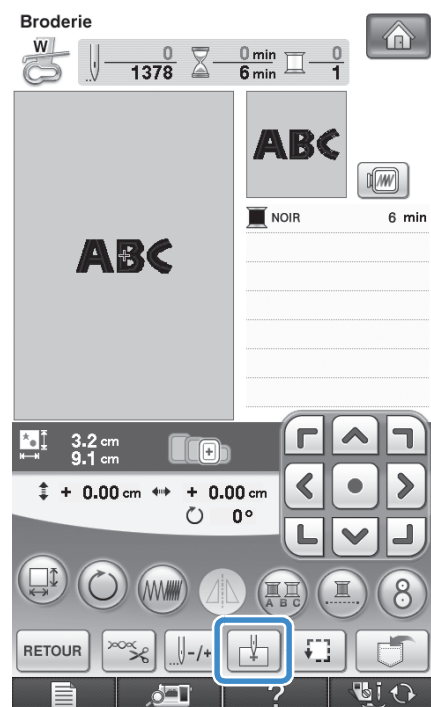 Broderie
W
0 0 min 0
1378 6 min 1
ABC
NOIR 6 min
ABC
3.2 cm
9.1 cm
+ 0.00 cm + 0.00 cm
0°
A B C
8
RETOUR -/+
?